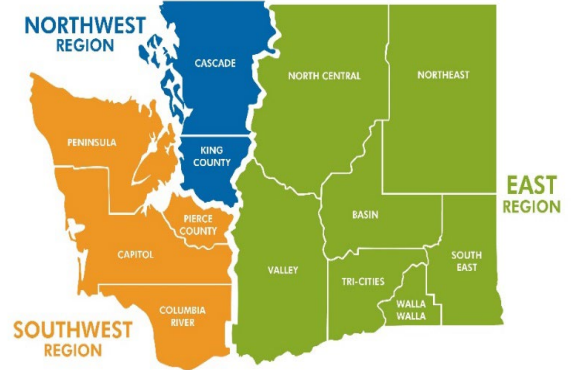 NORTHWEST
REGION
CASCADE
NORTH CENTRAL
NORTHEAST
PENINSULA
KING
COUNTY
EAST
REGION
PIERCE
COUNTY
BASIN
CAPITOL
VALLEY
SOUTH
EAST
TRI-CITIES
COLUMBIA
RIVER
WALLA
WALLA
SOUTHWEST
REGION